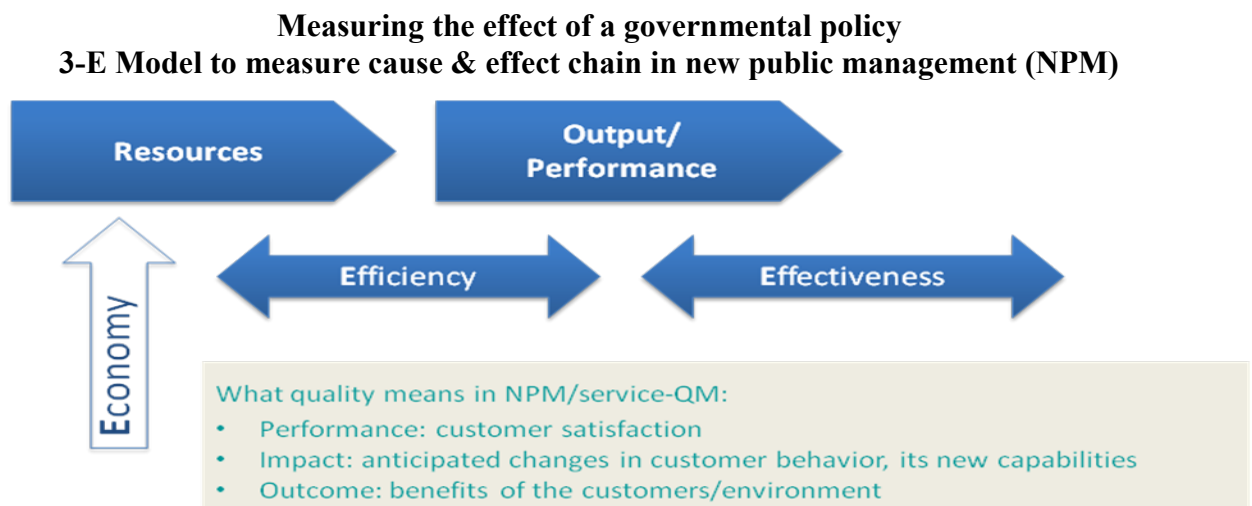 Measuring the effect of a governmental policy
3-E Model to measure cause & effect chain in new public management (NPM)
Resources
Output/
Performance
Efficiency
Effectiveness
Economy
What quality means in NPM/service-QM:
• Performance: customer satisfaction
• Impact: anticipated changes in customer behavior, its new capabilities
• Outcome: benefits of the customers/environment